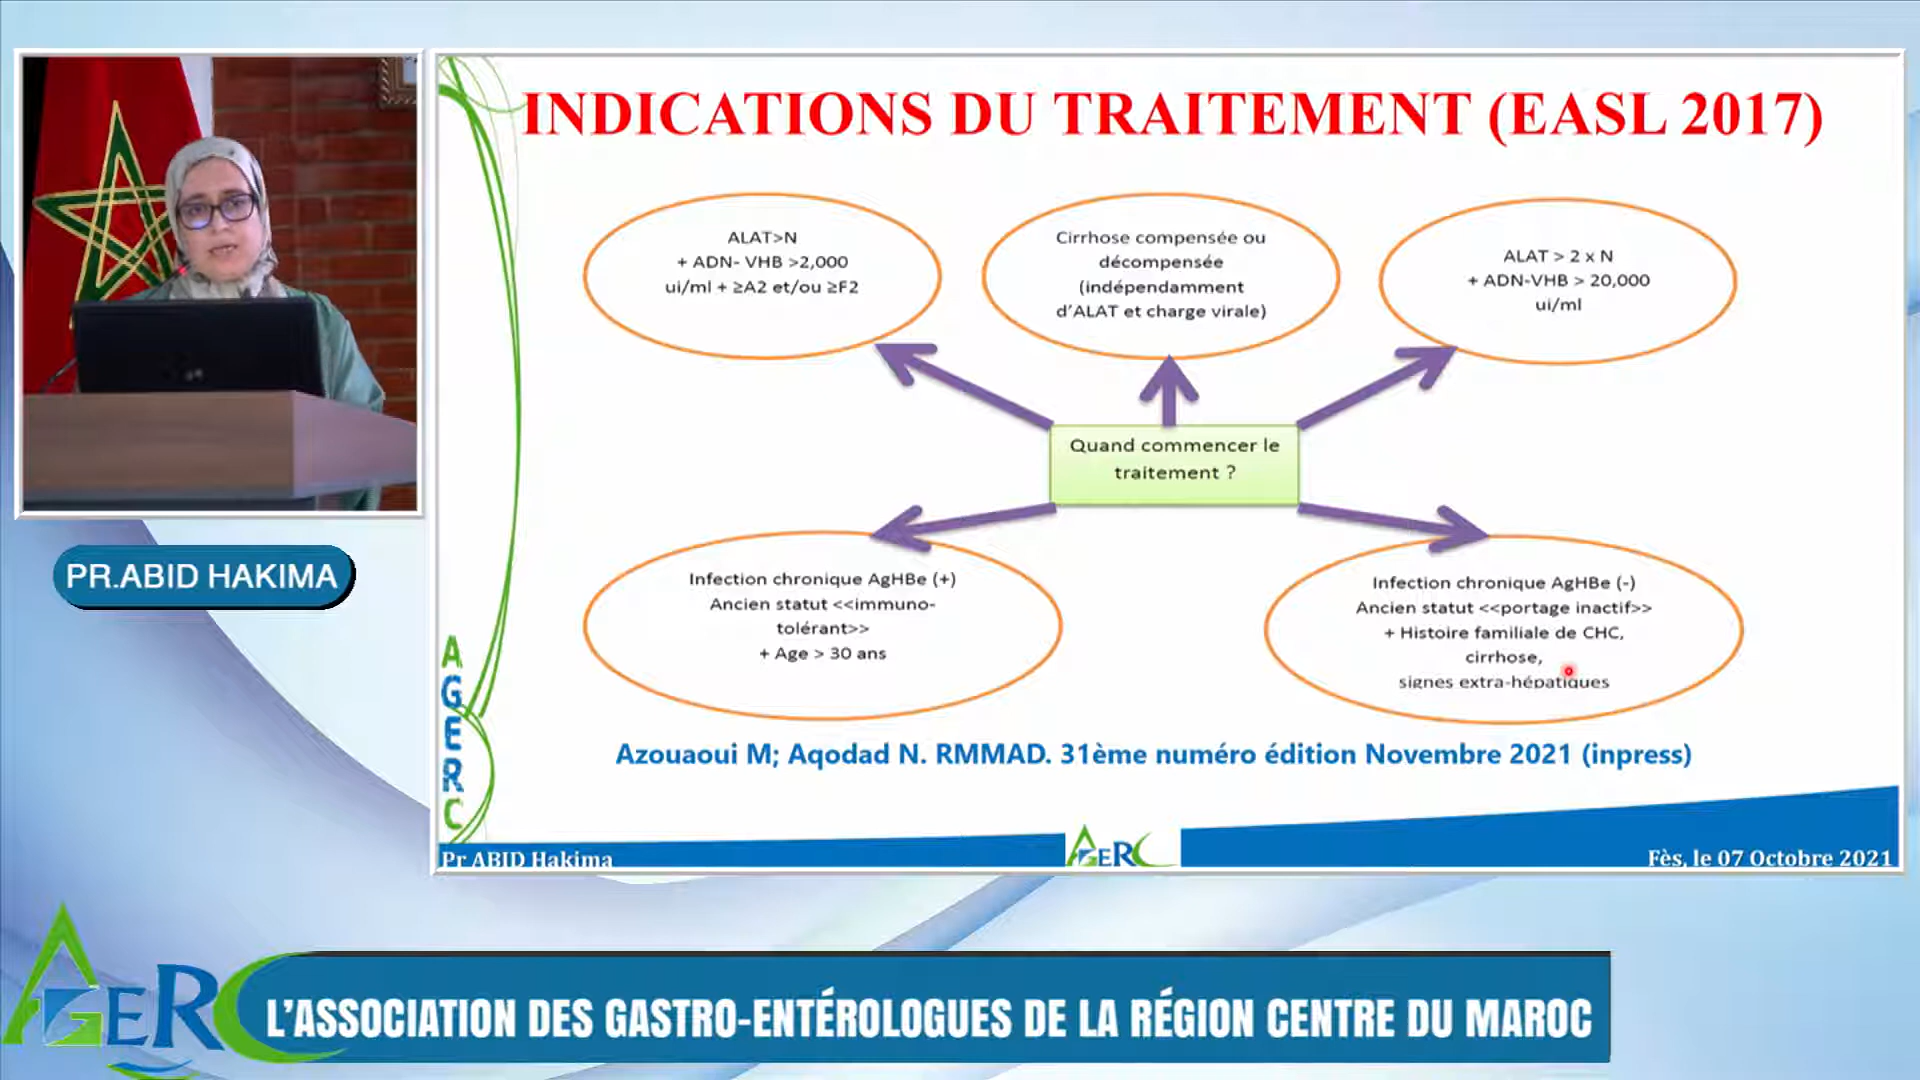 INDICATIONS DU TRAITEMENT (EASL 2017)
ALAT>N
+ ADN- VHB >2,000
ui/ml + ≥A2 et/ou ≥F2
Cirrhose compensée ou
décompensée
(indépendamment
d'ALAT et charge virale)
ALAT > 2 x N
+ ADN-VHB > 20,000
ui/ml
Quand commencer le
traitement ?
Infection chronique AgHBe (+)
Ancien statut <<immuno-
tolérant>>
+ Age > 30 ans
Infection chronique AgHBe (-)
Ancien statut <<portage inactif>>
+ Histoire familiale de CHC,
cirrhose,
signes extra-hépatiques
Azouaoui M; Aqodad N. RMMAD. 31ème numéro édition Novembre 2021 (inpress)
AGERC
Pr ABID Hakima
AGERC
Fès, le 07 Octobre 2021
PR.ABID HAKIMA
AGERC
L'ASSOCIATION DES GASTRO-ENTÉROLOGUES DE LA RÉGION CENTRE DU MAROC